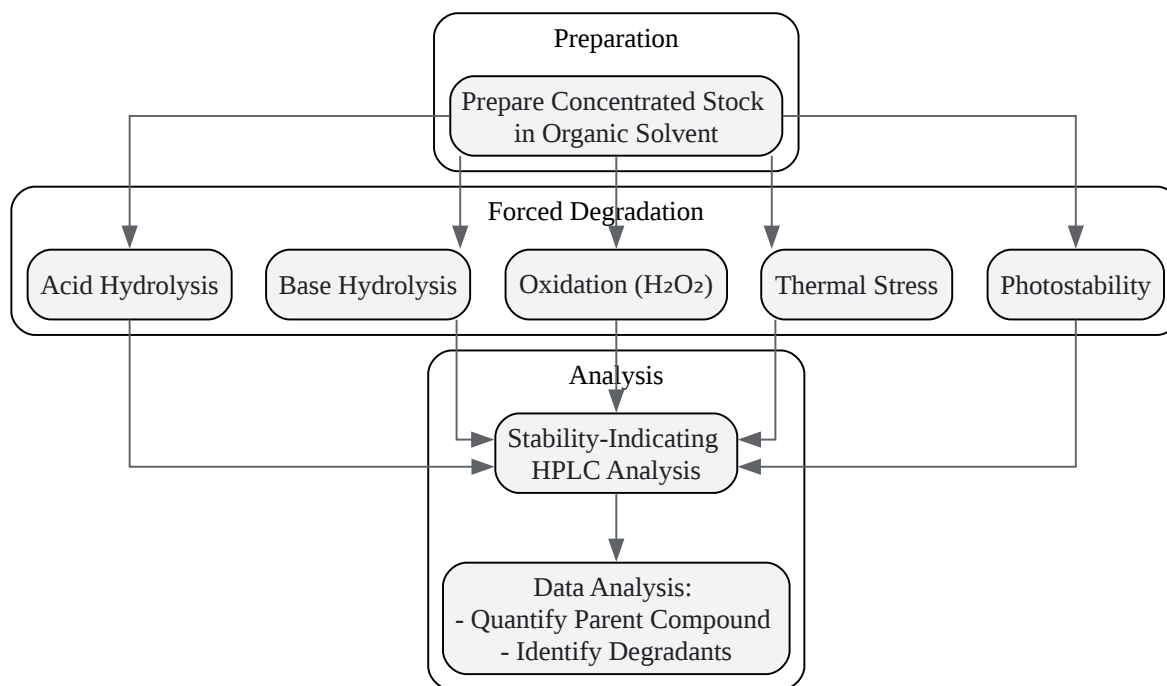 Preparation
Prepare Concentrated Stock
in Organic Solvent
Forced Degradation
Acid Hydrolysis
Base Hydrolysis
Oxidation (H₂O₂)
Thermal Stress
Photostability
Analysis
Stability-Indicating
HPLC Analysis
Data Analysis:
- Quantify Parent Compound
- Identify Degradants